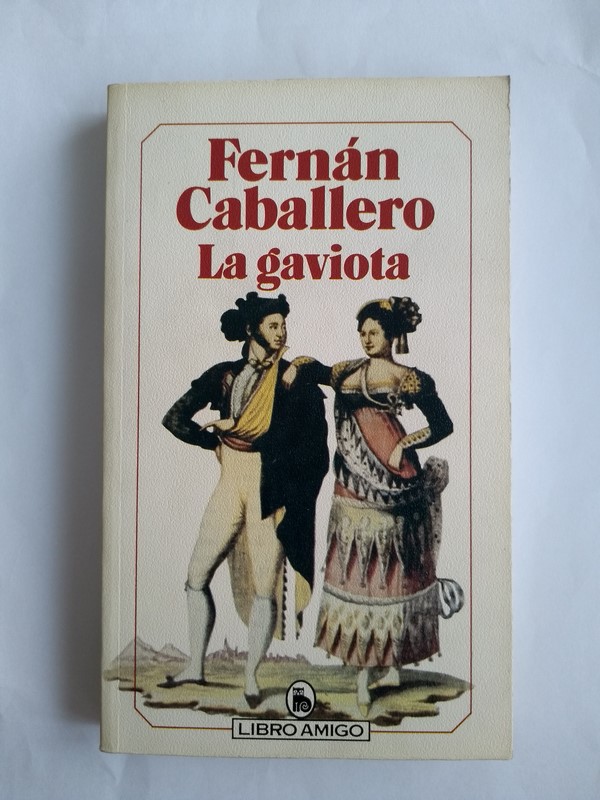 Fernán
Caballero
La gaviota
LIBRO AMIGO